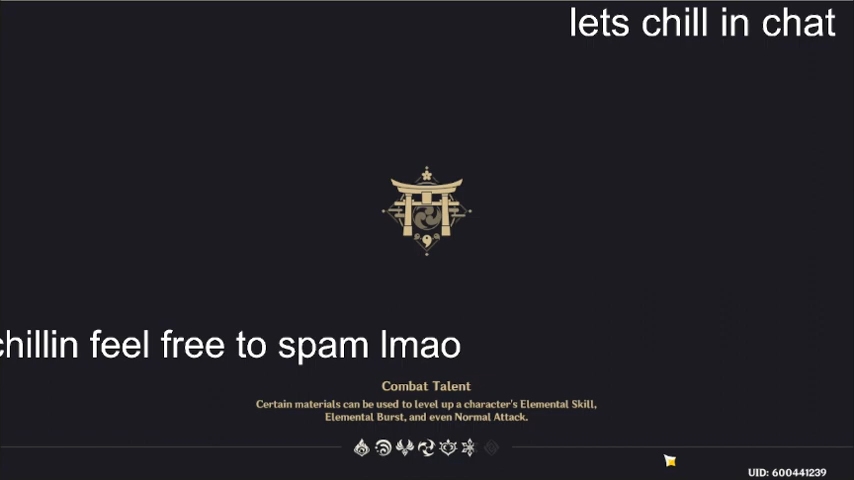 lets chill in chat
chillin feel free to spam lmao
Combat Talent
Certain materials can be used to level up a character's Elemental Skill,
Elemental Burst, and even Normal Attack.
UID: 600441239